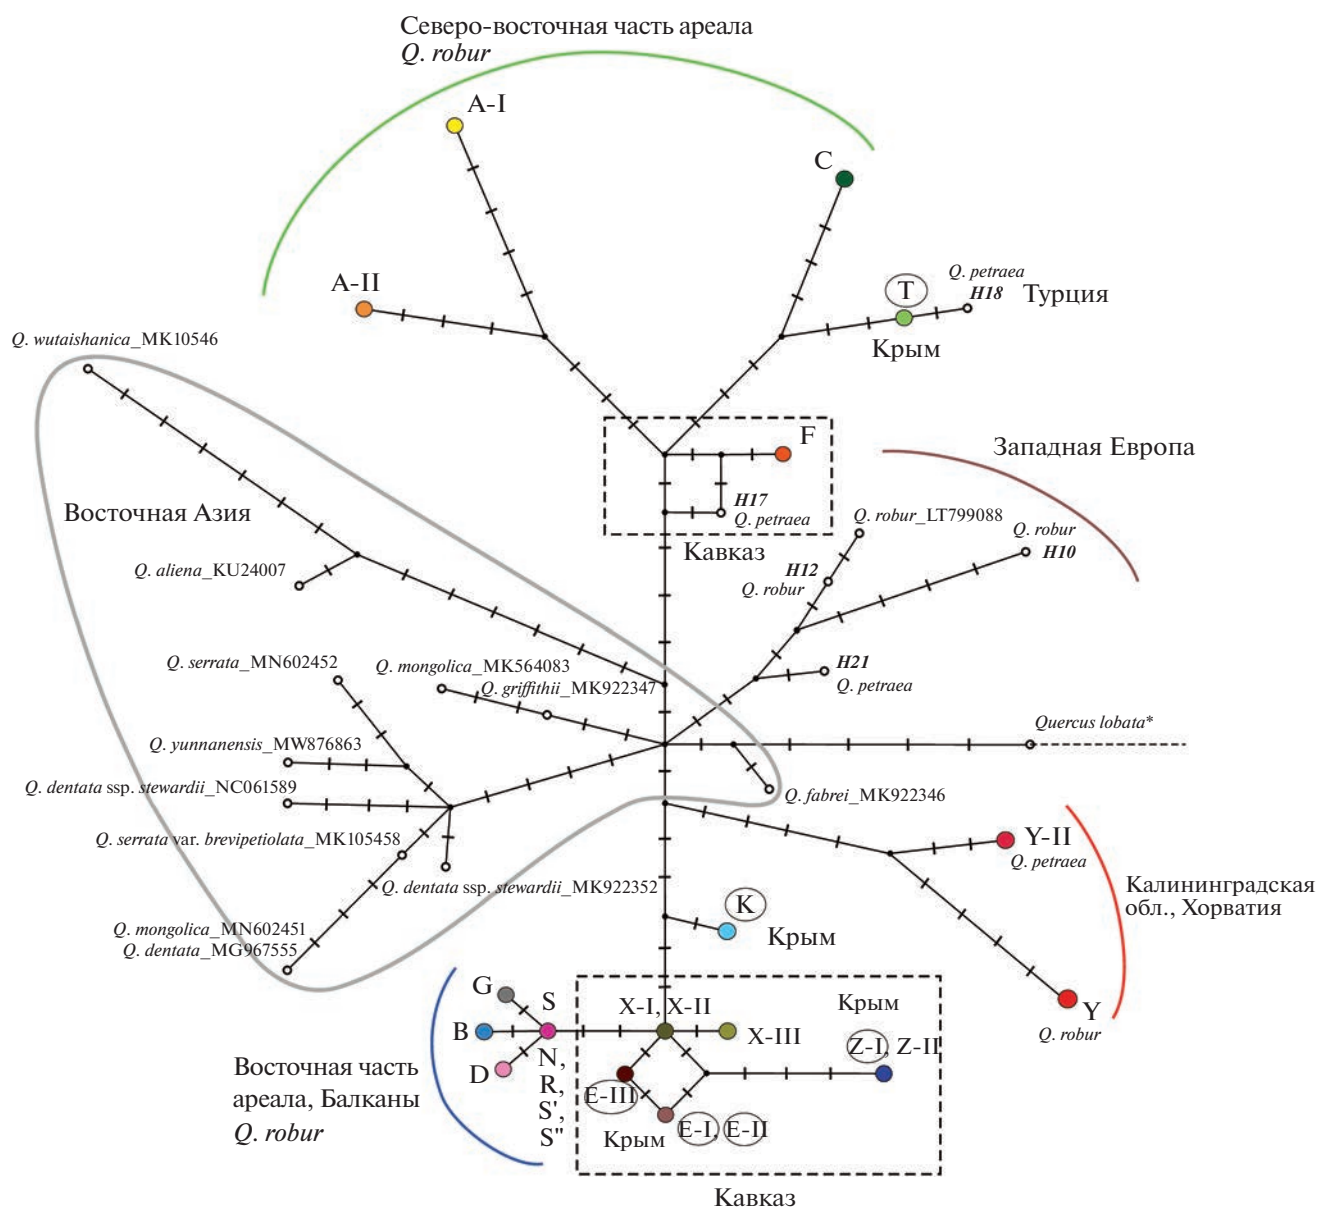 Северо-восточная часть ареала
Q. robur
A-I
C
A-II
Q. petraea
T
H18
Турция
Крым
Q. wutaishanica_MK10546
F
Западная Европа
H17
Q. petraea
Кавказ
Восточная Азия
Q. robur_LT799088
Q. robur
H10
H12
Q. robur
Q. aliena_KU24007
Q. serrata_MN602452
Q. mongolica_MK564083
Q. griffithii_MK922347
H21
Q. petraea
Quercus lobata*
Q. yunnanensis_MW876863
Q. dentata ssp. stewardii_NC061589
Q. fabrei_MK922346
Q. serrata var. brevipetiolata_MK105458
Y-II
Q. petraea
Q. dentata ssp. stewardii_MK922352
Калининградская
обл., Хорватия
K
Крым
Q. mongolica_MN602451
Q. dentata_MG967555
G
S
X-I, X-II
Крым
Y
Q. robur
B
X-III
Z-I, Z-II
D
N,
R,
S',
S"
Восточная часть
ареала, Балканы
Q. robur
E-III
Крым
E-I, E-II
Кавказ